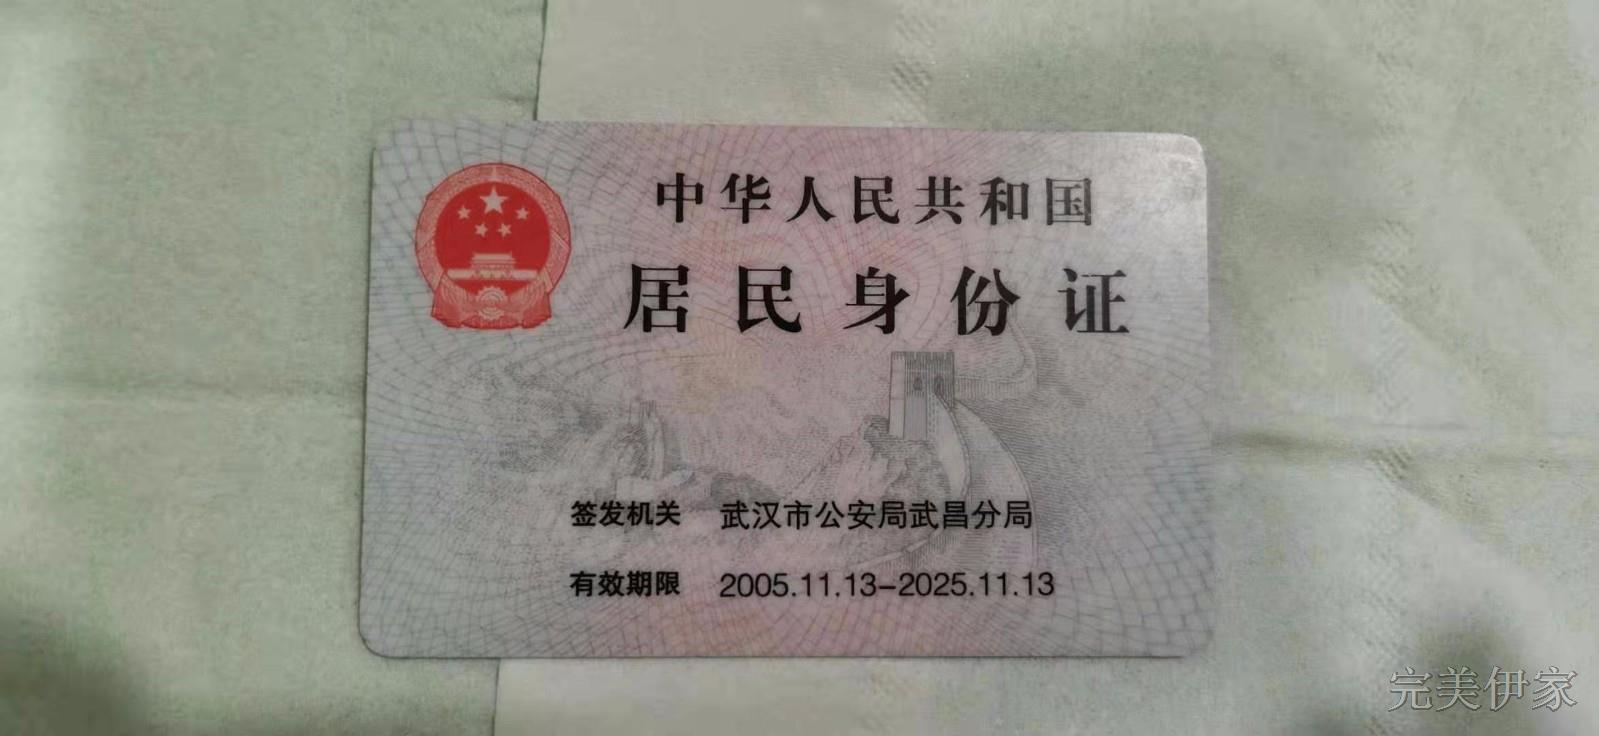 中华人民共和国
居民身份证
签发机关 武汉市公安局武昌分局
有效期限 2005.11.13-2025.11.13
完美伊家